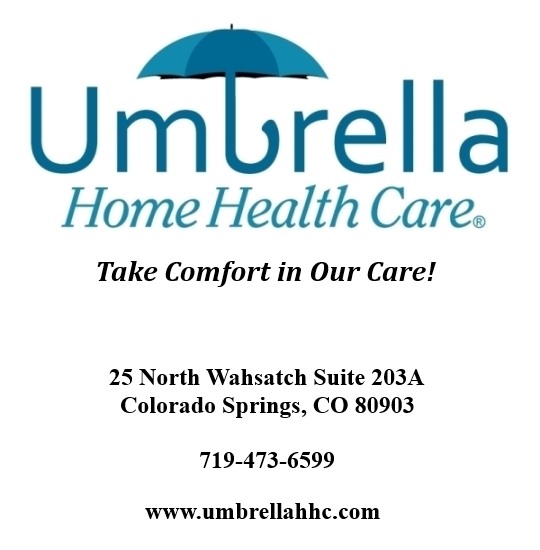 Umbrella
Home Health Care®
Take Comfort in Our Care!
25 North Wahsatch Suite 203A
Colorado Springs, CO 80903
719-473-6599
www.umbrellahhc.com